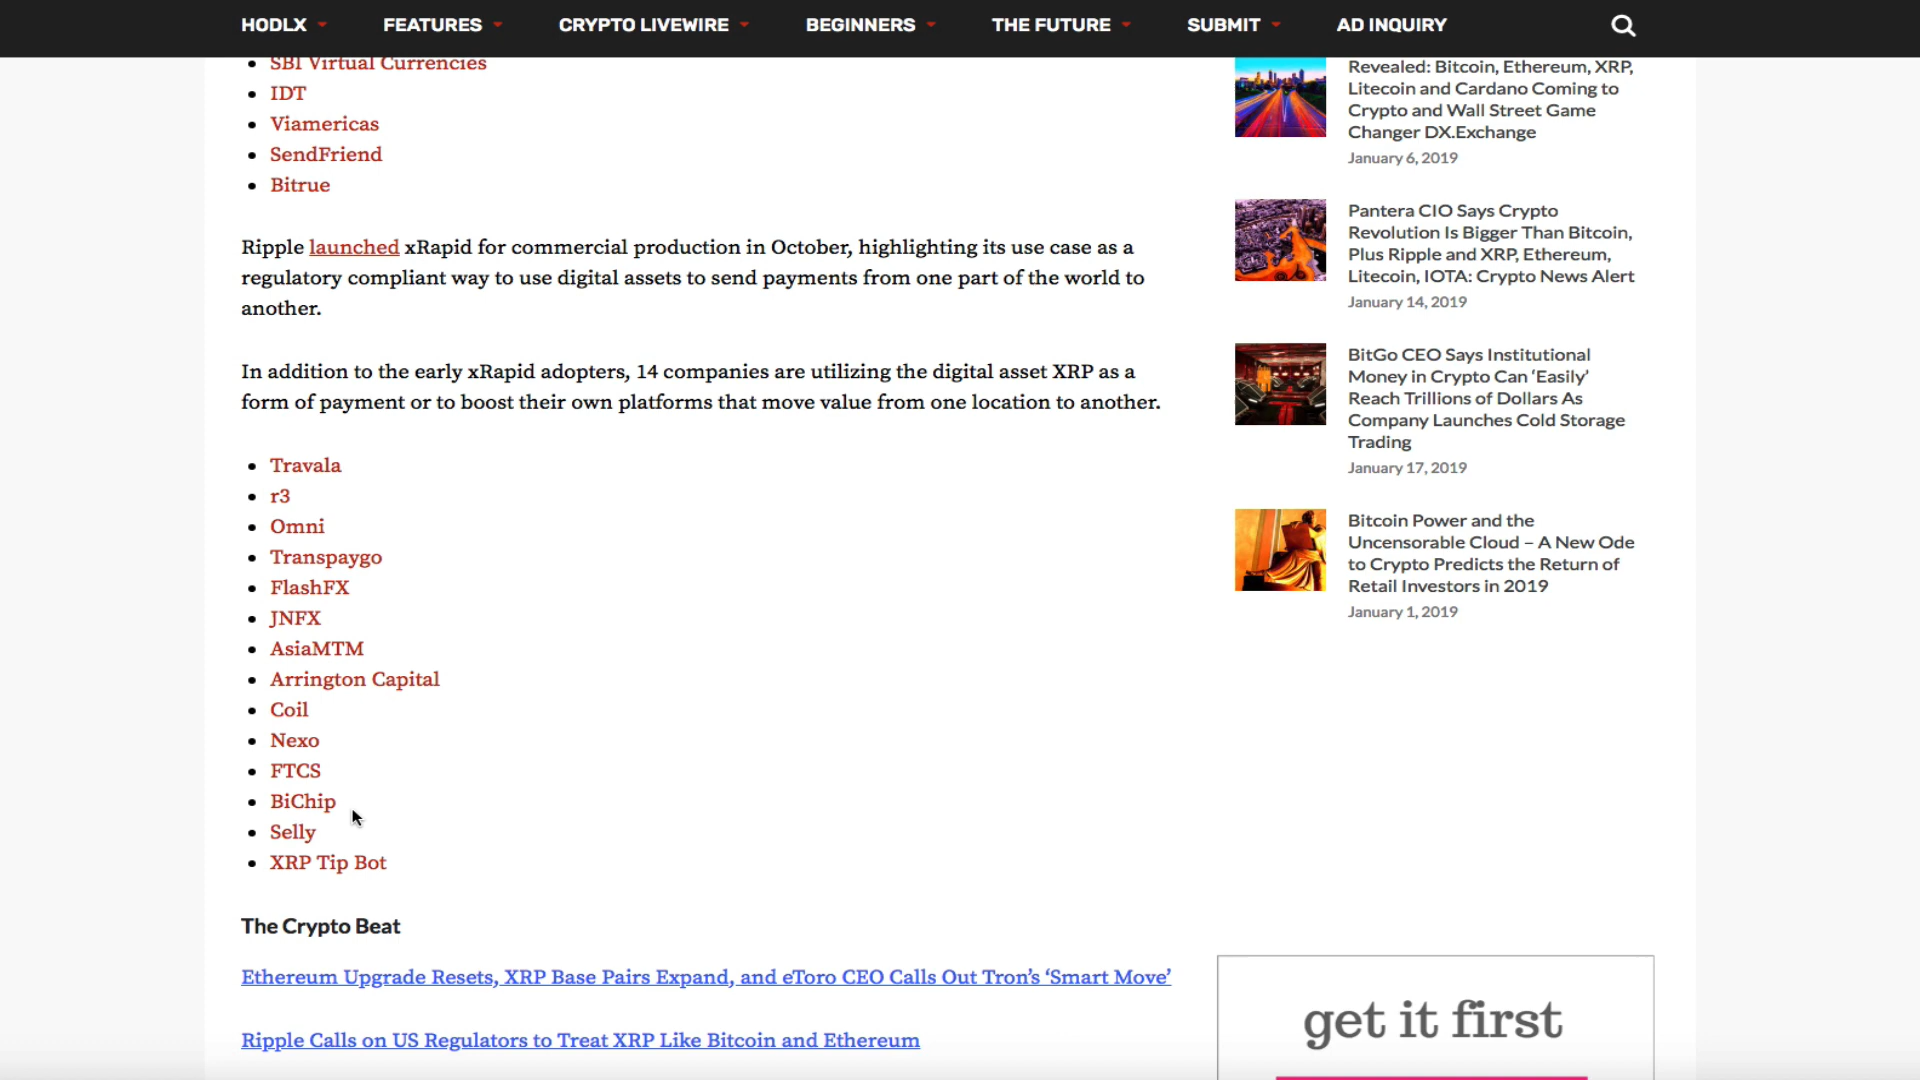 HODLX FEATURES CRYPTO LIVEWIRE BEGINNERS THE FUTURE SUBMIT AD INQUIRY
SBI Virtual Currencies
IDT
Viamericas
SendFriend
Bitrue
Ripple launched xRapid for commercial production in October, highlighting its use case as a
regulatory compliant way to use digital assets to send payments from one part of the world to
another.
In addition to the early xRapid adopters, 14 companies are utilizing the digital asset XRP as a
form of payment or to boost their own platforms that move value from one location to another.
Travala
r3
Omni
Transpaygo
FlashFX
JNFX
AsiaMTM
Arrington Capital
Coil
Nexo
FTCS
BiChip
Selly
XRP Tip Bot
The Crypto Beat
Ethereum Upgrade Resets, XRP Base Pairs Expand, and eToro CEO Calls Out Tron's ‘Smart Move’
Ripple Calls on US Regulators to Treat XRP Like Bitcoin and Ethereum
Revealed: Bitcoin, Ethereum, XRP,
Litecoin and Cardano Coming to
Crypto and Wall Street Game
Changer DX.Exchange
January 6, 2019
Pantera CIO Says Crypto
Revolution Is Bigger Than Bitcoin,
Plus Ripple and XRP, Ethereum,
Litecoin, IOTA: Crypto News Alert
January 14, 2019
BitGo CEO Says Institutional
Money in Crypto Can ‘Easily’
Reach Trillions of Dollars As
Company Launches Cold Storage
Trading
January 17, 2019
Bitcoin Power and the
Uncensorable Cloud – A New Ode
to Crypto Predicts the Return of
Retail Investors in 2019
January 1, 2019
get it first